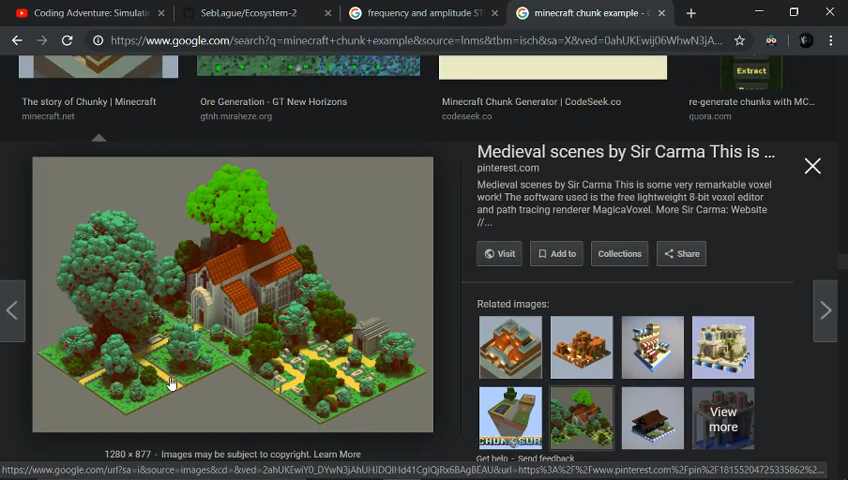 Coding Adventure: Simulatin
SebLague/Ecosystem-2
frequency and amplitude ST
minecraft chunk example - G
https://www.google.com/search?q=minecraft+chunk+example&source=lnms&tbm=isch&sa=X&ved=0ahUKEwij06WhwN3jA...
Extract
The story of Chunky | Minecraft
minecraft.net
Ore Generation - GT New Horizons
gtnh.miraheze.org
Minecraft Chunk Generator | CodeSeek.co
codeseek.co
re-generate chunks with MC...
quora.com
Medieval scenes by Sir Carma This is ...
pinterest.com
Medieval scenes by Sir Carma This is some very remarkable voxel
work! The software used is the free lightweight 8-bit voxel editor
and path tracing renderer MagicaVoxel. More Sir Carma: Website
//...
Visit
Add to
Collections
Share
Related images:
CHUNK SUR
View
more
1280 × 877 - Images may be subject to copyright. Learn More
Get help - Send feedback
https://www.google.com/url?sa=i&source=images&cd=&ved=2ahUKEwiY0_DYwN3jAhUHJDQIHd41CgIQjRx6BAgBEAU&url=https%3A%2F%2Fwww.pinterest.com%2Fpin%2F18155204725335862%2...